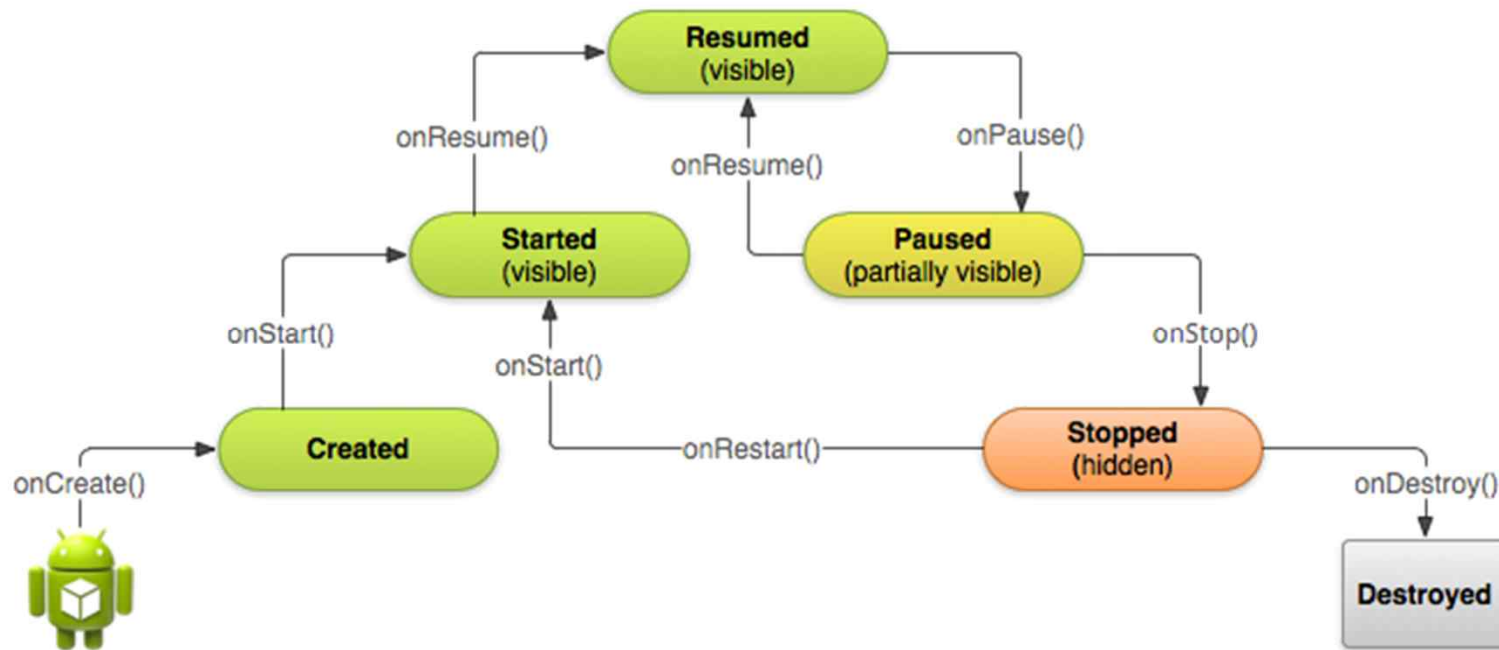 Resumed
(visible)
onResume()
onResume()
onPause()
Started
(visible)
Paused
(partially visible)
onStart()
onStart()
onStop()
Created
onRestart()
Stopped
(hidden)
onCreate()
onDestroy()
Destroyed